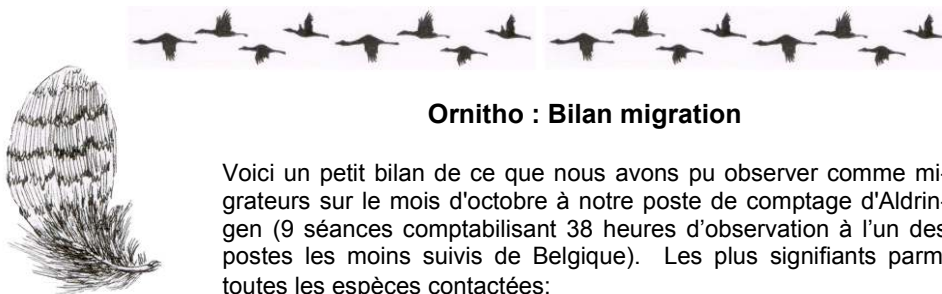 Ornitho : Bilan migration
Voici un petit bilan de ce que nous avons pu observer comme mi-
grateurs sur le mois d'octobre à notre poste de comptage d'Aldrin-
gen (9 séances comptabilisant 38 heures d’observation à l’un des
postes les moins suivis de Belgique). Les plus signifiants parm
toutes les espèces contactées: